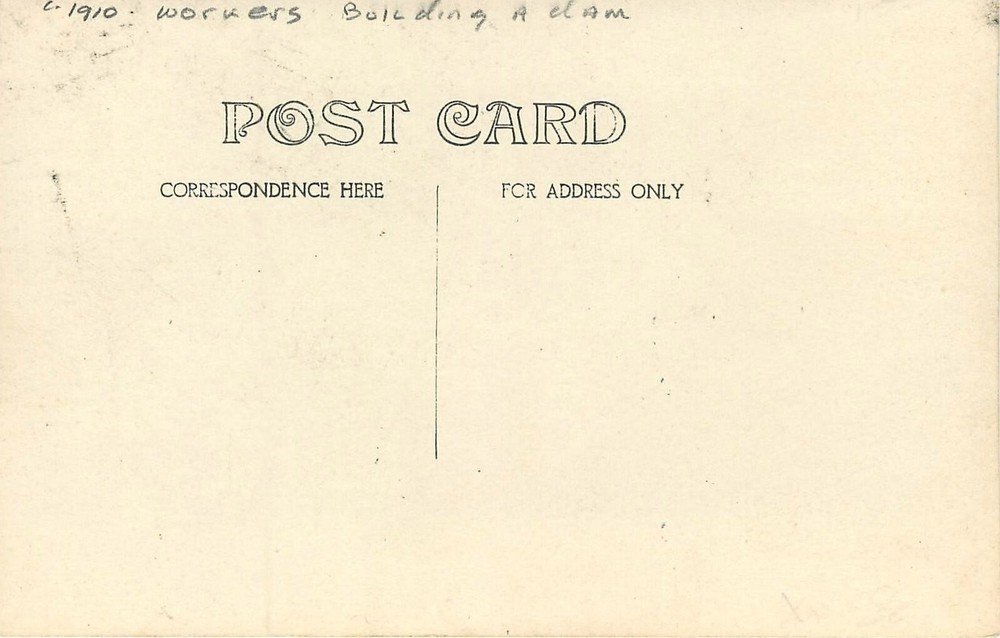 c. 1910. workers Building A dAm
POST CARD
CORRESPONDENCE HERE
FOR ADDRESS ONLY